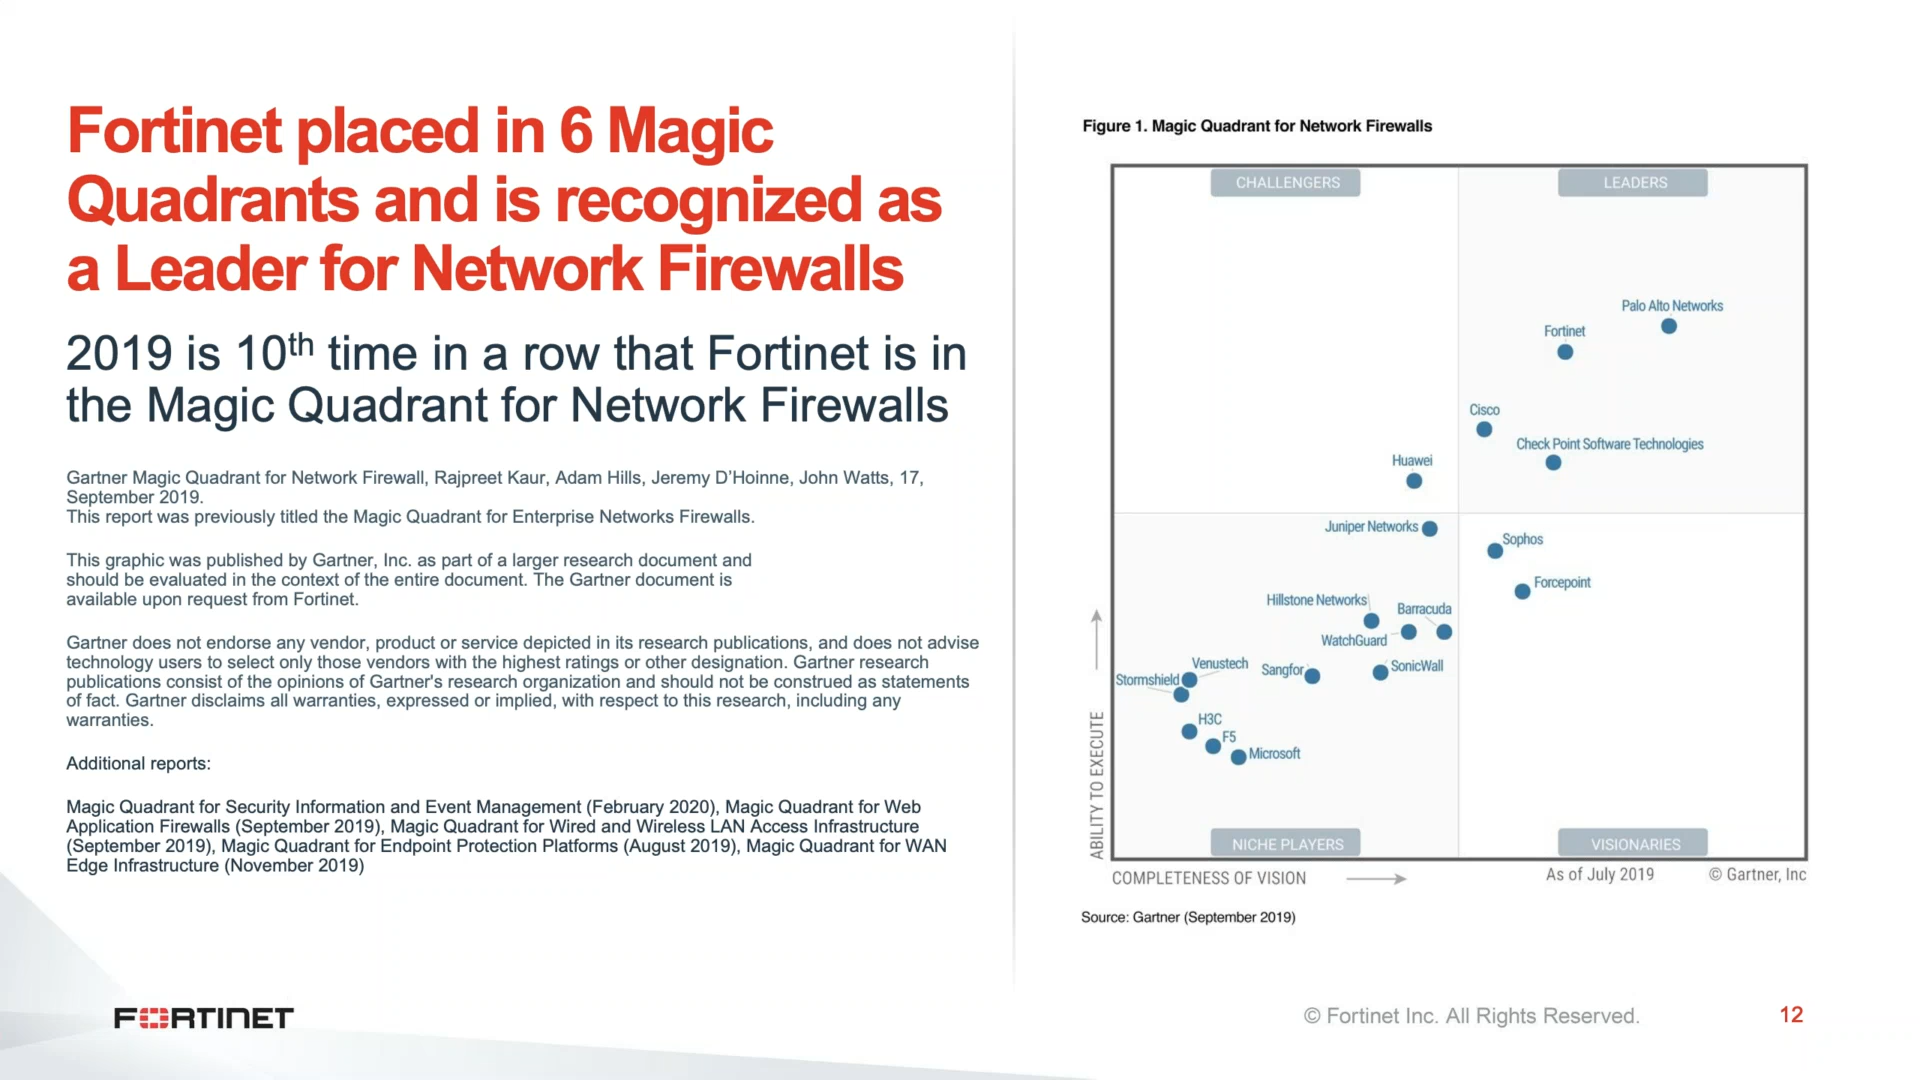 Fortinet placed in 6 Magic
Quadrants and is recognized as
a Leader for Network Firewalls
2019 is 10th time in a row that Fortinet is in
the Magic Quadrant for Network Firewalls
Gartner Magic Quadrant for Network Firewall, Rajpreet Kaur, Adam Hills, Jeremy D’Hoinne, John Watts, 17,
September 2019.
This report was previously titled the Magic Quadrant for Enterprise Networks Firewalls.
This graphic was published by Gartner, Inc. as part of a larger research document and
should be evaluated in the context of the entire document. The Gartner document is
available upon request from Fortinet.
Gartner does not endorse any vendor, product or service depicted in its research publications, and does not advise
technology users to select only those vendors with the highest ratings or other designation. Gartner research
publications consist of the opinions of Gartner's research organization and should not be construed as statements
of fact. Gartner disclaims all warranties, expressed or implied, with respect to this research, including any
warranties.
Additional reports:
Magic Quadrant for Security Information and Event Management (February 2020), Magic Quadrant for Web
Application Firewalls (September 2019), Magic Quadrant for Wired and Wireless LAN Access Infrastructure
(September 2019), Magic Quadrant for Endpoint Protection Platforms (August 2019), Magic Quadrant for WAN
Edge Infrastructure (November 2019)
Figure 1. Magic Quadrant for Network Firewalls
CHALLENGERS
LEADERS
Palo Alto Networks
Fortinet
Cisco
Check Point Software Technologies
Huawei
Juniper Networks
Sophos
Forcepoint
Hillstone Networks
Barracuda
WatchGuard
Venustech
Sangfor
SonicWall
Stormshield
H3C
F5
Microsoft
NICHE PLAYERS
VISIONARIES
ABILITY TO EXECUTE
COMPLETENESS OF VISION
As of July 2019
© Gartner, Inc
Source: Gartner (September 2019)
FORTINET
© Fortinet Inc. All Rights Reserved.
12